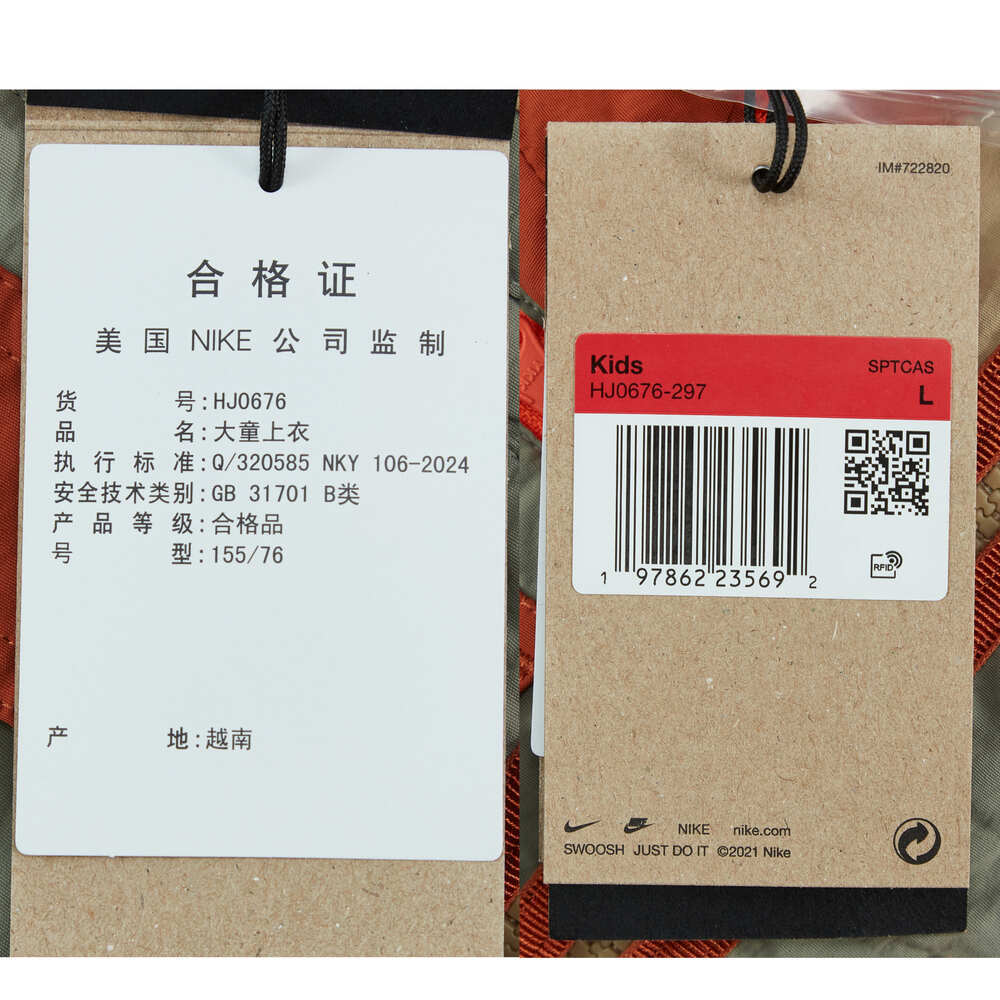 合格证
美国 NIKE 公司监制
货号:HJ0676
品名:大童上衣
执行标准:Q/320585 NKY 106-2024
安全技术类别:GB 31701 B类
产品等级:合格品
号型:155/76
产地:越南
IM#722820
Kids SPTCAS
HJ0676-297 L
1 97862 23569 2
RFID
NIKE nike.com
SWOOSH JUST DO IT ©2021 Nike